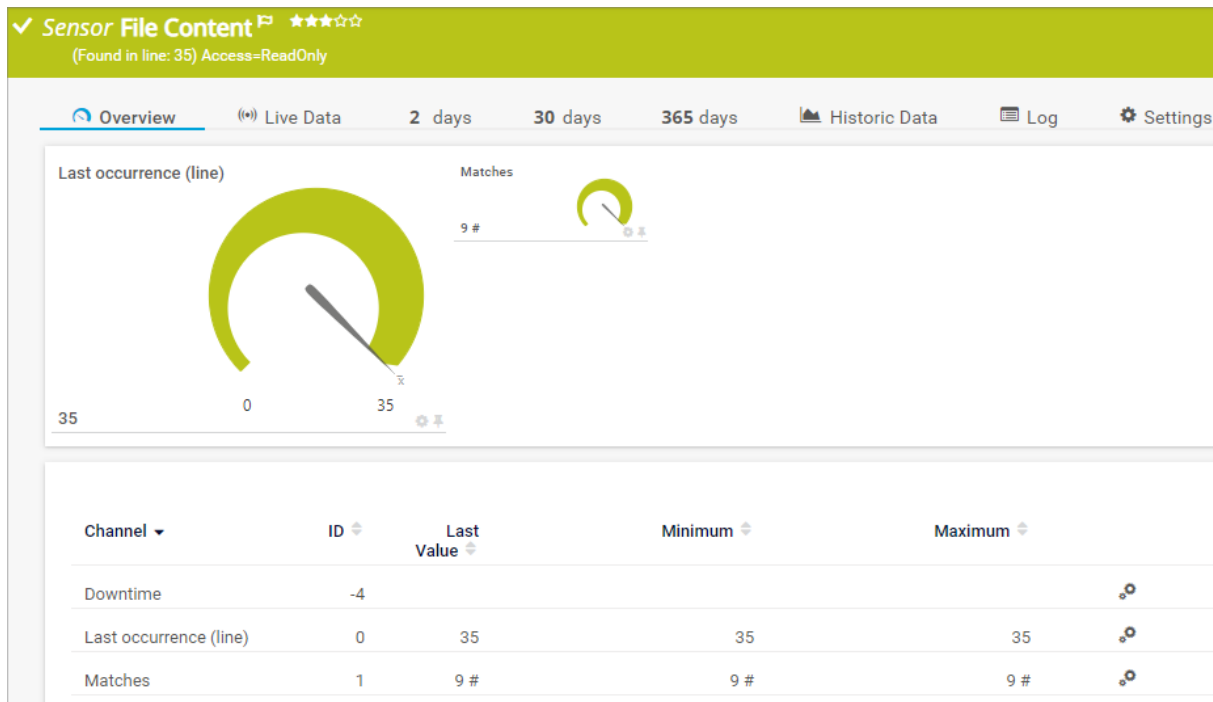 Sensor File Content
(Found in line: 35) Access=ReadOnly
Overview Live Data 2 days 30 days 365 days Historic Data Log Settings
Last occurrence (line)
Matches
9 #
x̄
0 35
35
Channel ID Last Value Minimum Maximum
Downtime -4
Last occurrence (line) 0 35 35 35
Matches 1 9 # 9 # 9 #